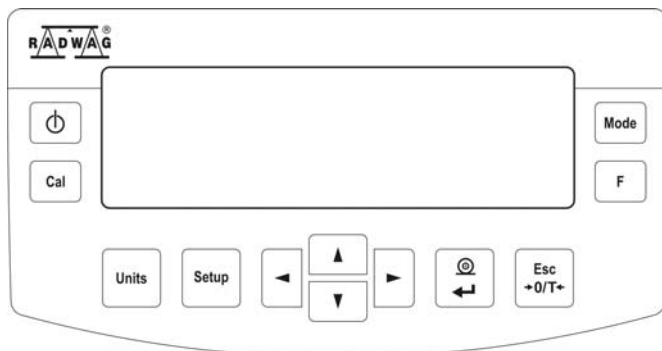 RADWAG®
Mode
Cal
F
Units
Setup
Esc
→0/T←